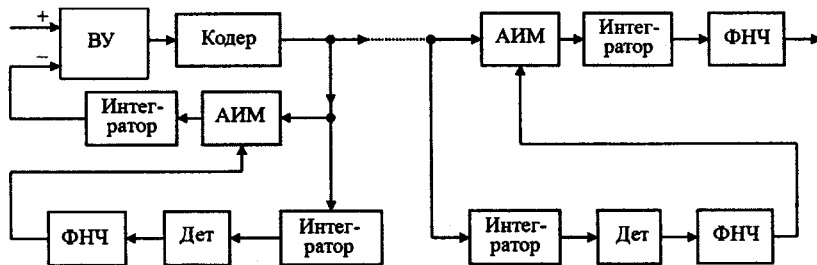 +
−
ВУ
Кодер
АИМ
Интег-
ратор
ФНЧ
Интег-
ратор
АИМ
ФНЧ
Дет
Интег-
ратор
Интег-
ратор
Дет
ФНЧ